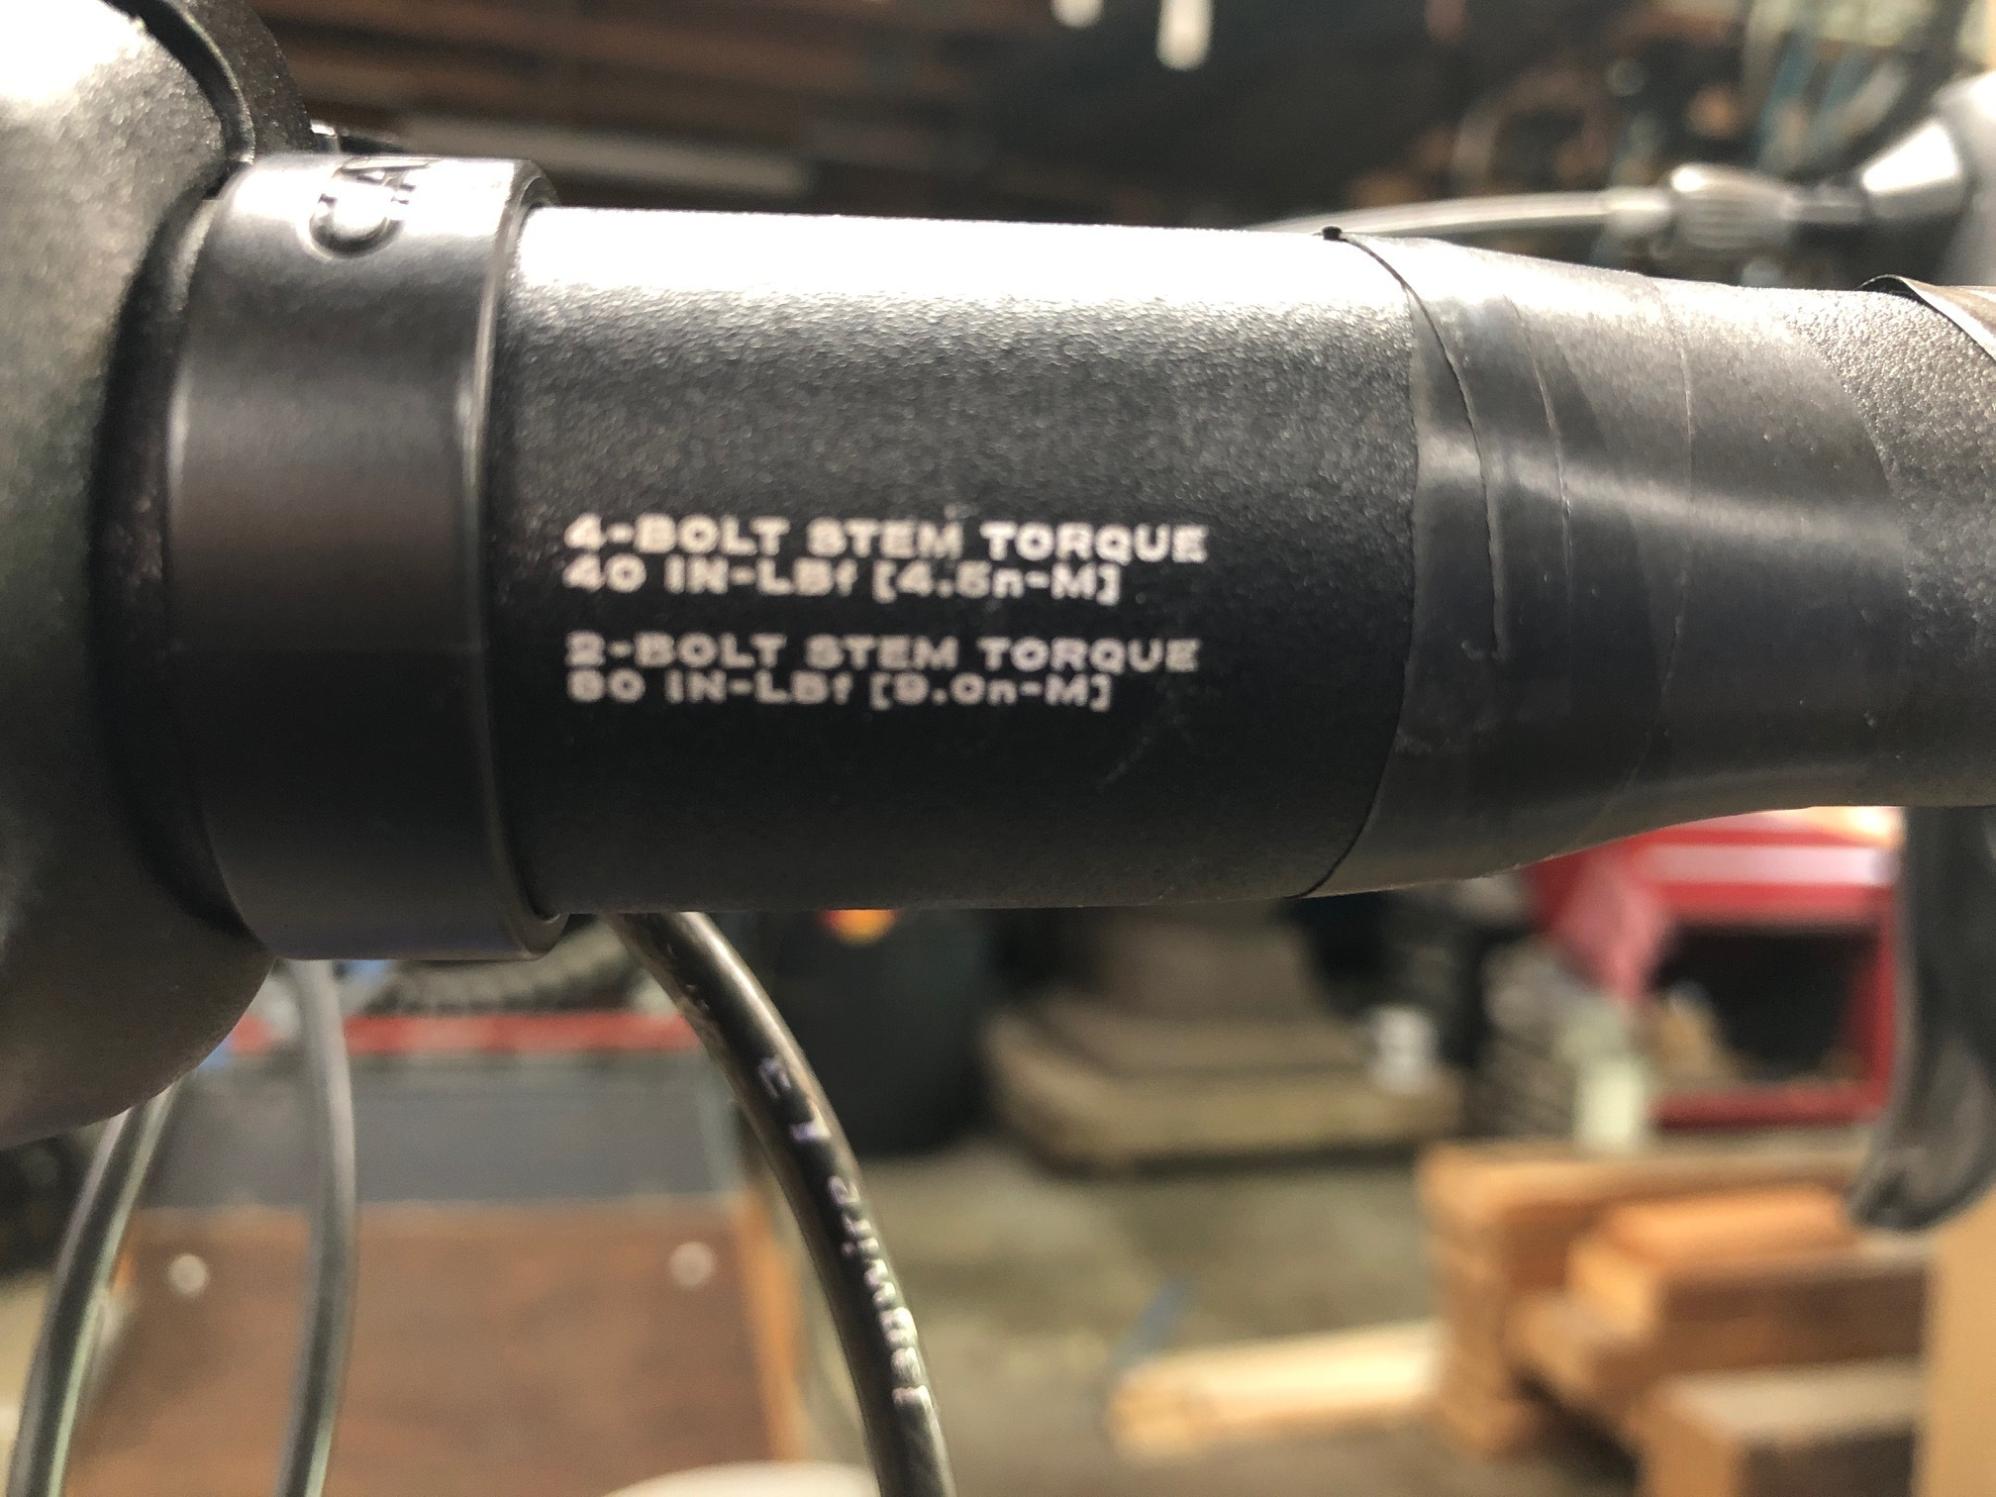 4-BOLT STEM TORQUE
40 IN-LBf [4.5n-M]
2-BOLT STEM TORQUE
80 IN-LBf [9.0n-M]